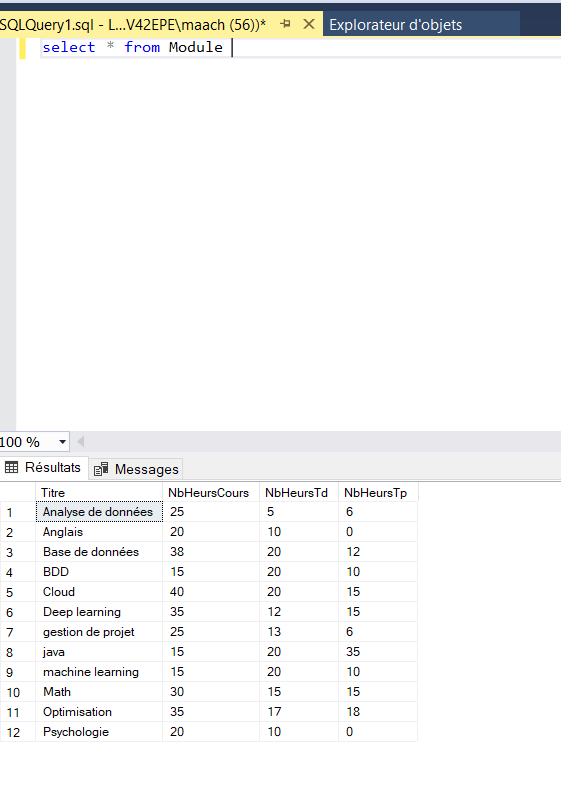 SQLQuery1.sql - L...V42EPE\maach (56))* Explorateur d'objets
select * from Module
100 %
Résultats Messages
Titre NbHeursCours NbHeursTd NbHeursTp
1 Analyse de données 25 5 6
2 Anglais 20 10 0
3 Base de données 38 20 12
4 BDD 15 20 10
5 Cloud 40 20 15
6 Deep learning 35 12 15
7 gestion de projet 25 13 6
8 java 15 20 35
9 machine learning 15 20 10
10 Math 30 15 15
11 Optimisation 35 17 18
12 Psychologie 20 10 0